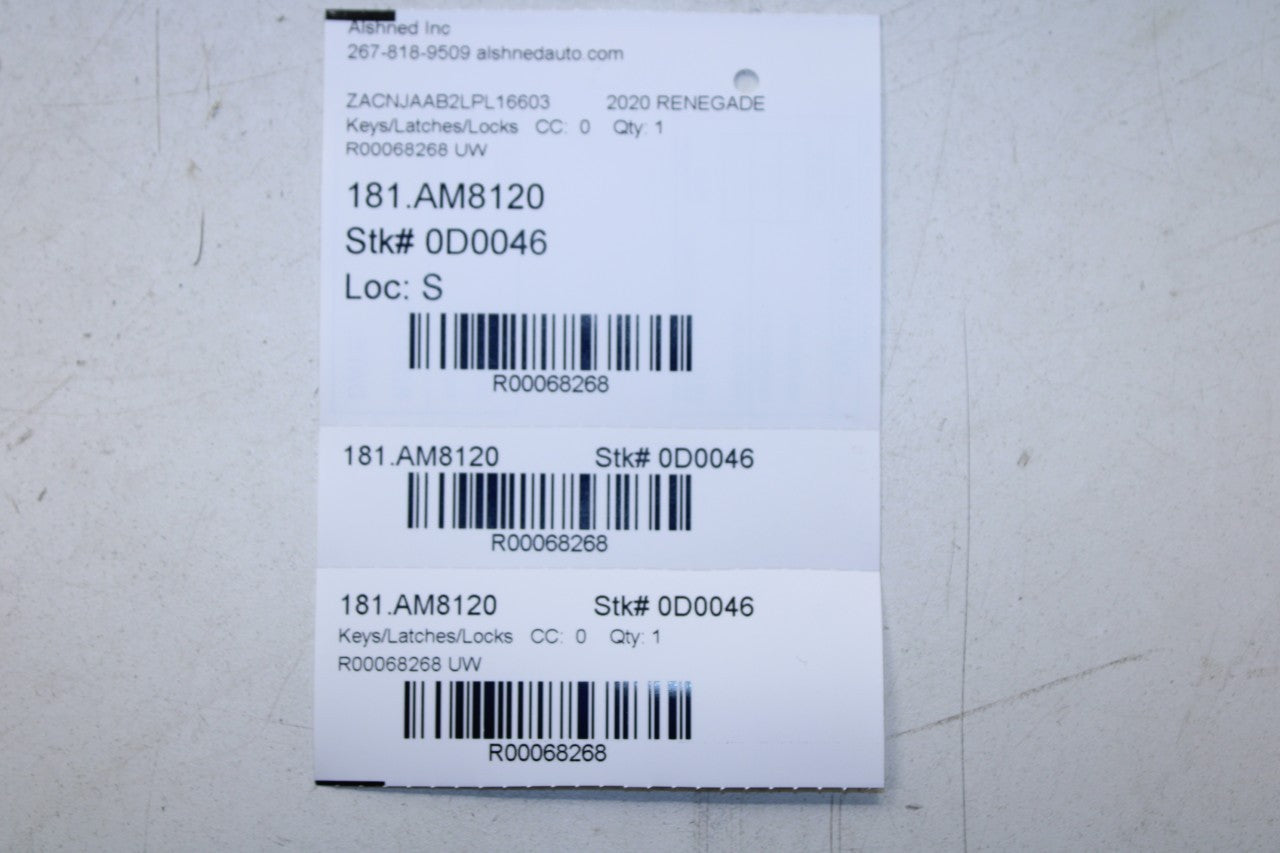 Alshned Inc
267-818-9509 alshnedauto.com
ZACNJAAB2LPL16603 2020 RENEGADE
Keys/Latches/Locks CC: 0 Qty: 1
R00068268 UW
181.AM8120
Stk# 0D0046
Loc: S
R00068268
181.AM8120 Stk# 0D0046
R00068268
181.AM8120 Stk# 0D0046
Keys/Latches/Locks CC: 0 Qty: 1
R00068268 UW
R00068268